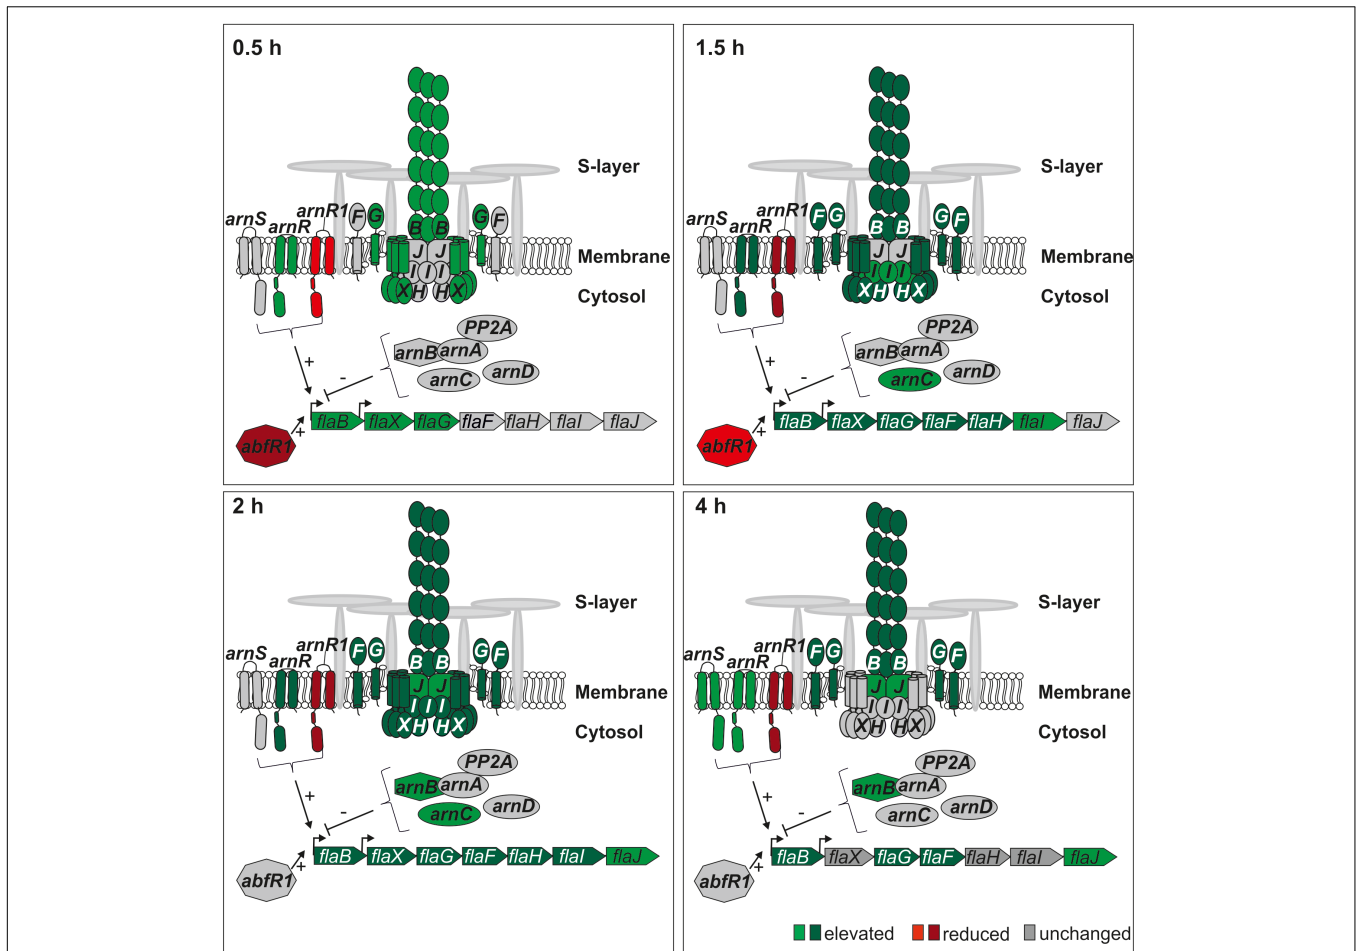 0.5 h
S-layer
arnS
arnR
arnR1
F
G
B
B
G
F
Membrane
J
J
I
I
I
X
H
H
X
Cytosol
PP2A
arnB
arnA
arnD
arnC
+
-
+
flaB
flaX
flaG
flaF
flaH
flaI
flaJ
abfR1
1.5 h
S-layer
arnS
arnR
arnR1
F
G
B
B
G
F
Membrane
J
J
I
I
I
X
H
H
X
Cytosol
PP2A
arnB
arnA
arnD
arnC
+
-
+
flaB
flaX
flaG
flaF
flaH
flaI
flaJ
abfR1
2 h
S-layer
arnS
arnR
arnR1
F
G
B
B
G
F
Membrane
J
J
I
I
I
X
H
H
X
Cytosol
PP2A
arnB
arnA
arnD
arnC
+
-
+
flaB
flaX
flaG
flaF
flaH
flaI
flaJ
abfR1
4 h
S-layer
arnS
arnR
arnR1
F
G
B
B
G
F
Membrane
J
J
I
I
I
X
H
H
X
Cytosol
PP2A
arnB
arnA
arnD
arnC
+
-
+
flaB
flaX
flaG
flaF
flaH
flaI
flaJ
abfR1
elevated reduced unchanged